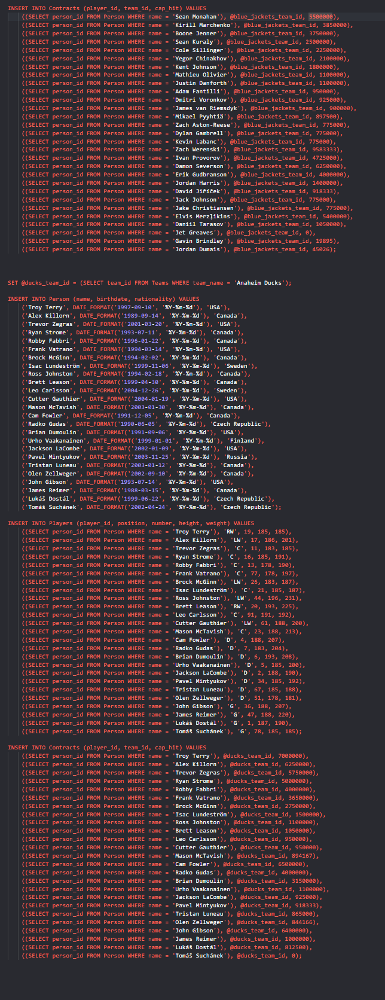 INSERT INTO Contracts (player_id, team_id, cap_hit) VALUES
((SELECT person_id FROM Person WHERE name = 'Sean Monahan'), @blue_jackets_team_id, 5500000),
((SELECT person_id FROM Person WHERE name = 'Kirill Marchenko'), @blue_jackets_team_id, 3850000),
((SELECT person_id FROM Person WHERE name = 'Boone Jenner'), @blue_jackets_team_id, 3750000),
((SELECT person_id FROM Person WHERE name = 'Sean Kuraly'), @blue_jackets_team_id, 2500000),
((SELECT person_id FROM Person WHERE name = 'Cole Sillinger'), @blue_jackets_team_id, 2250000),
((SELECT person_id FROM Person WHERE name = 'Yegor Chinakhov'), @blue_jackets_team_id, 2100000),
((SELECT person_id FROM Person WHERE name = 'Kent Johnson'), @blue_jackets_team_id, 1800000),
((SELECT person_id FROM Person WHERE name = 'Mathieu Olivier'), @blue_jackets_team_id, 1100000),
((SELECT person_id FROM Person WHERE name = 'Justin Danforth'), @blue_jackets_team_id, 1100000),
((SELECT person_id FROM Person WHERE name = 'Adam Fantilli'), @blue_jackets_team_id, 950000),
((SELECT person_id FROM Person WHERE name = 'Dmitri Voronkov'), @blue_jackets_team_id, 925000),
((SELECT person_id FROM Person WHERE name = 'James van Riemsdyk'), @blue_jackets_team_id, 900000),
((SELECT person_id FROM Person WHERE name = 'Mikael Pyyhtiä'), @blue_jackets_team_id, 897500),
((SELECT person_id FROM Person WHERE name = 'Zach Aston-Reese'), @blue_jackets_team_id, 775000),
((SELECT person_id FROM Person WHERE name = 'Dylan Gambrell'), @blue_jackets_team_id, 775000),
((SELECT person_id FROM Person WHERE name = 'Kevin Labanc'), @blue_jackets_team_id, 775000),
((SELECT person_id FROM Person WHERE name = 'Zach Werenski'), @blue_jackets_team_id, 9583333),
((SELECT person_id FROM Person WHERE name = 'Ivan Provorov'), @blue_jackets_team_id, 4725000),
((SELECT person_id FROM Person WHERE name = 'Damon Severson'), @blue_jackets_team_id, 6250000),
((SELECT person_id FROM Person WHERE name = 'Erik Gudbranson'), @blue_jackets_team_id, 4000000),
((SELECT person_id FROM Person WHERE name = 'Jordan Harris'), @blue_jackets_team_id, 1400000),
((SELECT person_id FROM Person WHERE name = 'David Jiříček'), @blue_jackets_team_id, 918333),
((SELECT person_id FROM Person WHERE name = 'Jack Johnson'), @blue_jackets_team_id, 775000),
((SELECT person_id FROM Person WHERE name = 'Jake Christiansen'), @blue_jackets_team_id, 775000),
((SELECT person_id FROM Person WHERE name = 'Elvis Merzļikins'), @blue_jackets_team_id, 5400000),
((SELECT person_id FROM Person WHERE name = 'Daniil Tarasov'), @blue_jackets_team_id, 1050000),
((SELECT person_id FROM Person WHERE name = 'Jet Greaves'), @blue_jackets_team_id, 0),
((SELECT person_id FROM Person WHERE name = 'Gavin Brindley'), @blue_jackets_team_id, 19895),
((SELECT person_id FROM Person WHERE name = 'Jordan Dumais'), @blue_jackets_team_id, 45026);
SET @ducks_team_id = (SELECT team_id FROM Teams WHERE team_name = 'Anaheim Ducks');
INSERT INTO Person (name, birthdate, nationality) VALUES
('Troy Terry', DATE_FORMAT('1997-09-10', '%Y-%m-%d'), 'USA'),
('Alex Killorn', DATE_FORMAT('1989-09-14', '%Y-%m-%d'), 'Canada'),
('Trevor Zegras', DATE_FORMAT('2001-03-20', '%Y-%m-%d'), 'USA'),
('Ryan Strome', DATE_FORMAT('1993-07-11', '%Y-%m-%d'), 'Canada'),
('Robby Fabbri', DATE_FORMAT('1996-01-22', '%Y-%m-%d'), 'Canada'),
('Frank Vatrano', DATE_FORMAT('1994-03-14', '%Y-%m-%d'), 'USA'),
('Brock McGinn', DATE_FORMAT('1994-02-02', '%Y-%m-%d'), 'Canada'),
('Isac Lundeström', DATE_FORMAT('1999-11-06', '%Y-%m-%d'), 'Sweden'),
('Ross Johnston', DATE_FORMAT('1994-02-18', '%Y-%m-%d'), 'Canada'),
('Brett Leason', DATE_FORMAT('1999-04-30', '%Y-%m-%d'), 'Canada'),
('Leo Carlsson', DATE_FORMAT('2004-12-26', '%Y-%m-%d'), 'Sweden'),
('Cutter Gauthier', DATE_FORMAT('2004-01-19', '%Y-%m-%d'), 'USA'),
('Mason McTavish', DATE_FORMAT('2003-01-30', '%Y-%m-%d'), 'Canada'),
('Cam Fowler', DATE_FORMAT('1991-12-05', '%Y-%m-%d'), 'Canada'),
('Radko Gudas', DATE_FORMAT('1990-06-05', '%Y-%m-%d'), 'Czech Republic'),
('Brian Dumoulin', DATE_FORMAT('1991-09-06', '%Y-%m-%d'), 'USA'),
('Urho Vaakanainen', DATE_FORMAT('1999-01-01', '%Y-%m-%d'), 'Finland'),
('Jackson LaCombe', DATE_FORMAT('2002-01-09', '%Y-%m-%d'), 'USA'),
('Pavel Mintyukov', DATE_FORMAT('2003-11-25', '%Y-%m-%d'), 'Russia'),
('Tristan Luneau', DATE_FORMAT('2003-01-12', '%Y-%m-%d'), 'Canada'),
('Olen Zellweger', DATE_FORMAT('2002-09-10', '%Y-%m-%d'), 'Canada'),
('John Gibson', DATE_FORMAT('1993-07-14', '%Y-%m-%d'), 'USA'),
('James Reimer', DATE_FORMAT('1988-03-15', '%Y-%m-%d'), 'Canada'),
('Lukáš Dostál', DATE_FORMAT('1999-06-22', '%Y-%m-%d'), 'Czech Republic'),
('Tomáš Suchánek', DATE_FORMAT('2002-04-24', '%Y-%m-%d'), 'Czech Republic');
INSERT INTO Players (player_id, position, number, height, weight) VALUES
((SELECT person_id FROM Person WHERE name = 'Troy Terry'), 'RW', 19, 185, 185),
((SELECT person_id FROM Person WHERE name = 'Alex Killorn'), 'LW', 17, 186, 201),
((SELECT person_id FROM Person WHERE name = 'Trevor Zegras'), 'C', 11, 183, 185),
((SELECT person_id FROM Person WHERE name = 'Ryan Strome'), 'C', 16, 185, 191),
((SELECT person_id FROM Person WHERE name = 'Robby Fabbri'), 'C', 13, 178, 190),
((SELECT person_id FROM Person WHERE name = 'Frank Vatrano'), 'C', 77, 178, 197),
((SELECT person_id FROM Person WHERE name = 'Brock McGinn'), 'LW', 26, 183, 187),
((SELECT person_id FROM Person WHERE name = 'Isac Lundeström'), 'C', 21, 185, 187),
((SELECT person_id FROM Person WHERE name = 'Ross Johnston'), 'LW', 44, 196, 231),
((SELECT person_id FROM Person WHERE name = 'Brett Leason'), 'RW', 20, 193, 225),
((SELECT person_id FROM Person WHERE name = 'Leo Carlsson'), 'C', 91, 191, 192),
((SELECT person_id FROM Person WHERE name = 'Cutter Gauthier'), 'LW', 61, 188, 200),
((SELECT person_id FROM Person WHERE name = 'Mason McTavish'), 'C', 23, 188, 213),
((SELECT person_id FROM Person WHERE name = 'Cam Fowler'), 'D', 4, 188, 207),
((SELECT person_id FROM Person WHERE name = 'Radko Gudas'), 'D', 7, 183, 204),
((SELECT person_id FROM Person WHERE name = 'Brian Dumoulin'), 'D', 6, 193, 208),
((SELECT person_id FROM Person WHERE name = 'Urho Vaakanainen'), 'D', 5, 185, 200),
((SELECT person_id FROM Person WHERE name = 'Jackson LaCombe'), 'D', 2, 188, 190),
((SELECT person_id FROM Person WHERE name = 'Pavel Mintyukov'), 'D', 34, 185, 192),
((SELECT person_id FROM Person WHERE name = 'Tristan Luneau'), 'D', 67, 185, 188),
((SELECT person_id FROM Person WHERE name = 'Olen Zellweger'), 'D', 51, 178, 181),
((SELECT person_id FROM Person WHERE name = 'John Gibson'), 'G', 36, 188, 207),
((SELECT person_id FROM Person WHERE name = 'James Reimer'), 'G', 47, 188, 220),
((SELECT person_id FROM Person WHERE name = 'Lukáš Dostál'), 'G', 1, 187, 190),
((SELECT person_id FROM Person WHERE name = 'Tomáš Suchánek'), 'G', 78, 185, 185);
INSERT INTO Contracts (player_id, team_id, cap_hit) VALUES
((SELECT person_id FROM Person WHERE name = 'Troy Terry'), @ducks_team_id, 7000000),
((SELECT person_id FROM Person WHERE name = 'Alex Killorn'), @ducks_team_id, 6250000),
((SELECT person_id FROM Person WHERE name = 'Trevor Zegras'), @ducks_team_id, 5750000),
((SELECT person_id FROM Person WHERE name = 'Ryan Strome'), @ducks_team_id, 5000000),
((SELECT person_id FROM Person WHERE name = 'Robby Fabbri'), @ducks_team_id, 4000000),
((SELECT person_id FROM Person WHERE name = 'Frank Vatrano'), @ducks_team_id, 3650000),
((SELECT person_id FROM Person WHERE name = 'Brock McGinn'), @ducks_team_id, 2750000),
((SELECT person_id FROM Person WHERE name = 'Isac Lundeström'), @ducks_team_id, 1500000),
((SELECT person_id FROM Person WHERE name = 'Ross Johnston'), @ducks_team_id, 1100000),
((SELECT person_id FROM Person WHERE name = 'Brett Leason'), @ducks_team_id, 1050000),
((SELECT person_id FROM Person WHERE name = 'Leo Carlsson'), @ducks_team_id, 950000),
((SELECT person_id FROM Person WHERE name = 'Cutter Gauthier'), @ducks_team_id, 950000),
((SELECT person_id FROM Person WHERE name = 'Mason McTavish'), @ducks_team_id, 894167),
((SELECT person_id FROM Person WHERE name = 'Cam Fowler'), @ducks_team_id, 6500000),
((SELECT person_id FROM Person WHERE name = 'Radko Gudas'), @ducks_team_id, 4000000),
((SELECT person_id FROM Person WHERE name = 'Brian Dumoulin'), @ducks_team_id, 3150000),
((SELECT person_id FROM Person WHERE name = 'Urho Vaakanainen'), @ducks_team_id, 1100000),
((SELECT person_id FROM Person WHERE name = 'Jackson LaCombe'), @ducks_team_id, 925000),
((SELECT person_id FROM Person WHERE name = 'Pavel Mintyukov'), @ducks_team_id, 918333),
((SELECT person_id FROM Person WHERE name = 'Tristan Luneau'), @ducks_team_id, 865000),
((SELECT person_id FROM Person WHERE name = 'Olen Zellweger'), @ducks_team_id, 844166),
((SELECT person_id FROM Person WHERE name = 'John Gibson'), @ducks_team_id, 6400000),
((SELECT person_id FROM Person WHERE name = 'James Reimer'), @ducks_team_id, 1000000),
((SELECT person_id FROM Person WHERE name = 'Lukáš Dostál'), @ducks_team_id, 812500),
((SELECT person_id FROM Person WHERE name = 'Tomáš Suchánek'), @ducks_team_id, 0);